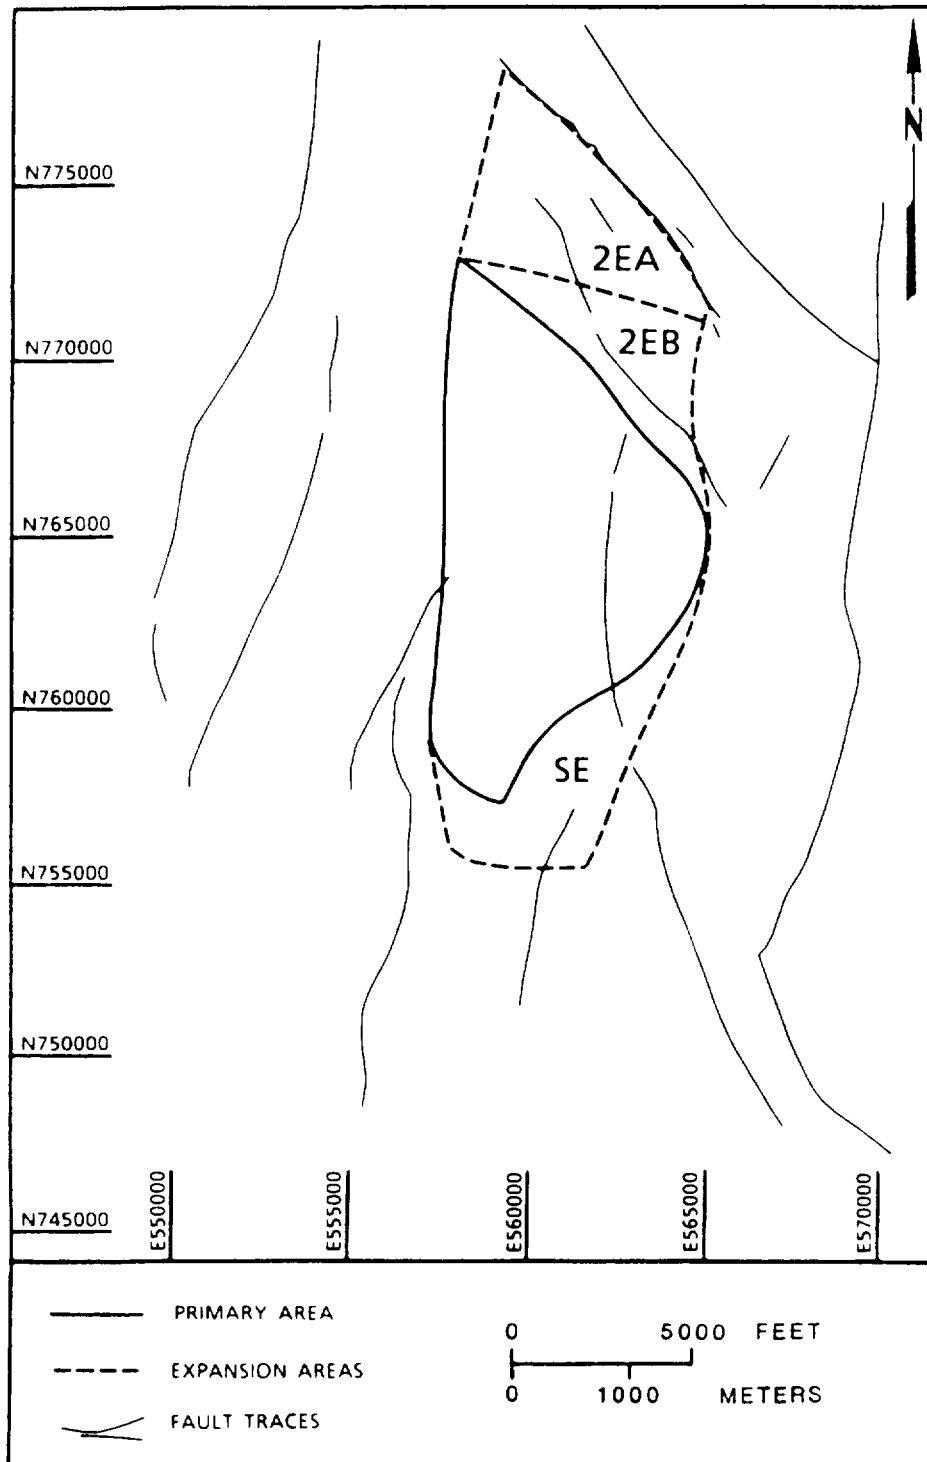 N
N775000
2EA
2EB
N770000
N765000
N760000
SE
N755000
N750000
N745000
E550000
E555000
E560000
E565000
E570000
PRIMARY AREA
EXPANSION AREAS
FAULT TRACES
0 5000 FEET
0 1000 METERS